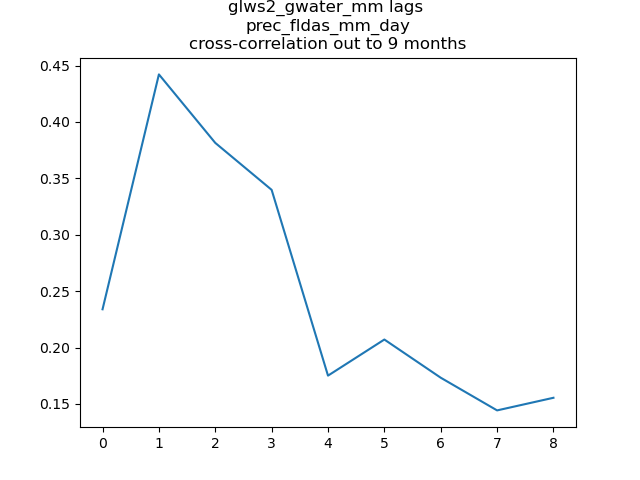 glws2_gwater_mm lags
prec_fldas_mm_day
cross-correlation out to 9 months
0.45
0.40
0.35
0.30
0.25
0.20
0.15
0 1 2 3 4 5 6 7 8